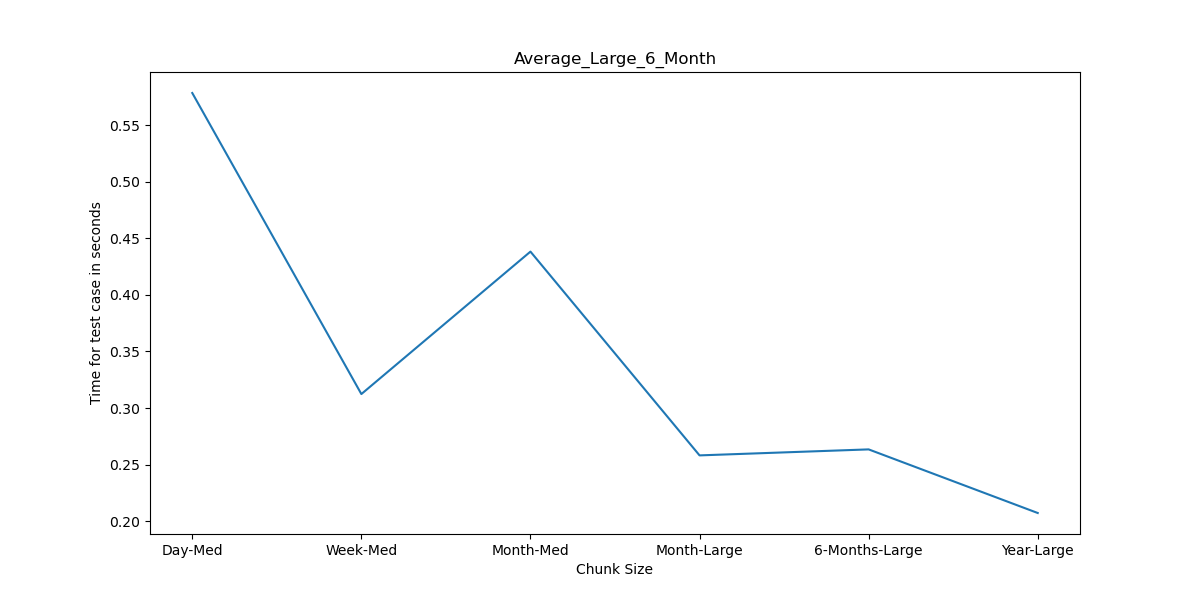 Average_Large_6_Month
Time for test case in seconds
0.55
0.50
0.45
0.40
0.35
0.30
0.25
0.20
Day-Med Week-Med Month-Med Month-Large 6-Months-Large Year-Large
Chunk Size